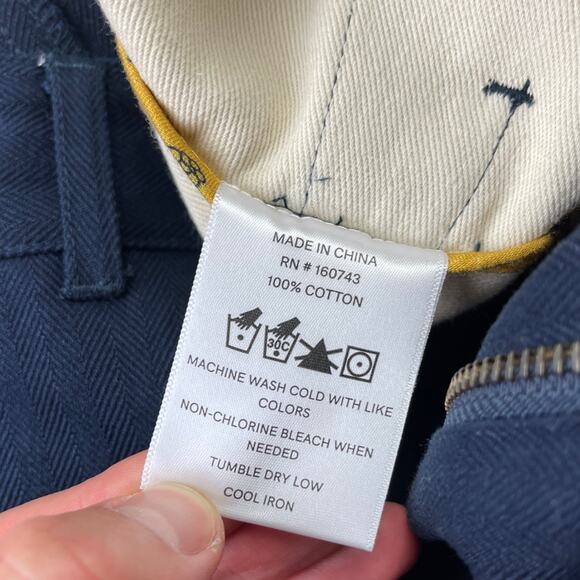 MADE IN CHINA
RN # 160743
100% COTTON
30C
MACHINE WASH COLD WITH LIKE
COLORS
NON-CHLORINE BLEACH WHEN
NEEDED
TUMBLE DRY LOW
COOL IRON